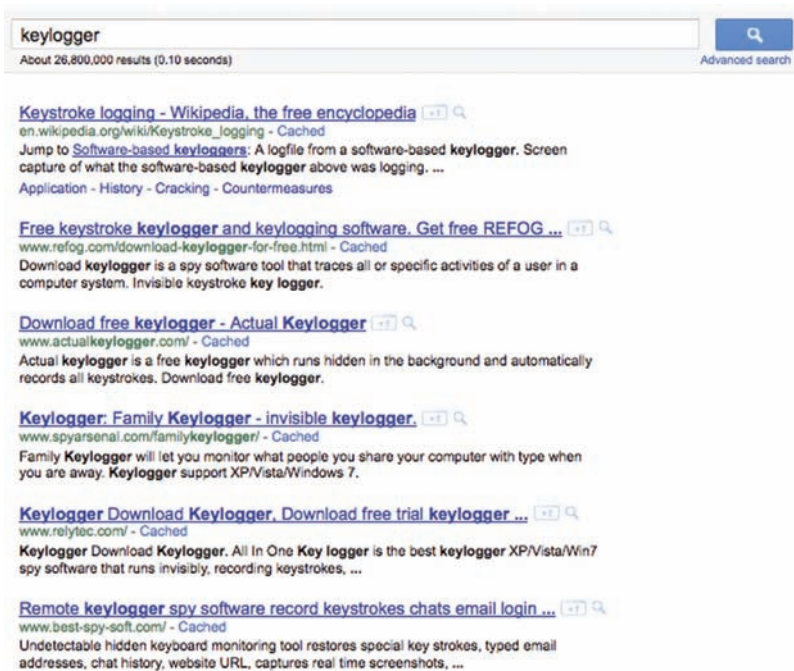 keylogger
About 26,800,000 results (0.10 seconds)
Advanced search
Keystroke logging - Wikipedia, the free encyclopedia +1
en.wikipedia.org/wiki/Keystroke_logging - Cached
Jump to Software-based keyloggers: A logfile from a software-based keylogger. Screen
capture of what the software-based keylogger above was logging. ...
Application - History - Cracking - Countermeasures
Free keystroke keylogger and keylogging software. Get free REFOG ... +1
www.refog.com/download-keylogger-for-free.html - Cached
Download keylogger is a spy software tool that traces all or specific activities of a user in a
computer system. Invisible keystroke key logger.
Download free keylogger - Actual Keylogger +1
www.actualkeylogger.com/ - Cached
Actual keylogger is a free keylogger which runs hidden in the background and automatically
records all keystrokes. Download free keylogger.
Keylogger: Family Keylogger - invisible keylogger. +1
www.spyarsenal.com/familykeylogger/ - Cached
Family Keylogger will let you monitor what people you share your computer with type when
you are away. Keylogger support XP/Vista/Windows 7.
Keylogger Download Keylogger, Download free trial keylogger ... +1
www.relytec.com/ - Cached
Keylogger Download Keylogger. All In One Key logger is the best keylogger XP/Vista/Win7
spy software that runs invisibly, recording keystrokes, ...
Remote keylogger spy software record keystrokes chats email login ... +1
www.best-spy-soft.com/ - Cached
Undetectable hidden keyboard monitoring tool restores special key strokes, typed email
addresses, chat history, website URL, captures real time screenshots, ...